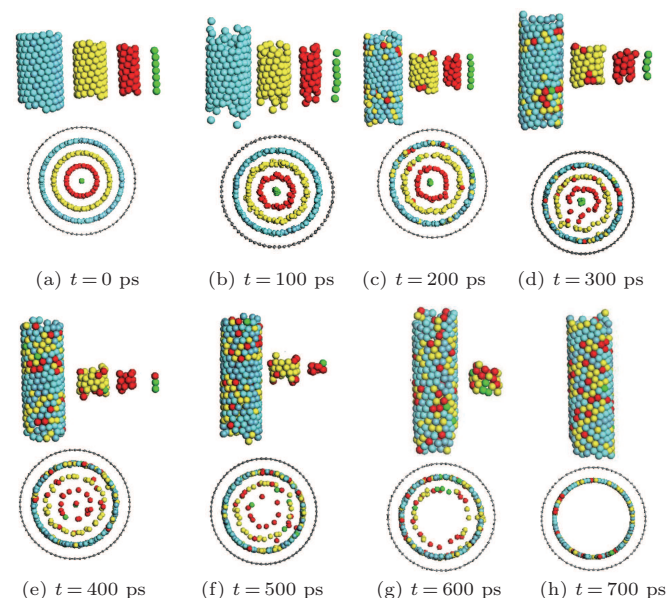 (a) t=0 ps
(b) t=100 ps
(c) t=200 ps
(d) t=300 ps
(e) t=400 ps
(f) t=500 ps
(g) t=600 ps
(h) t=700 ps